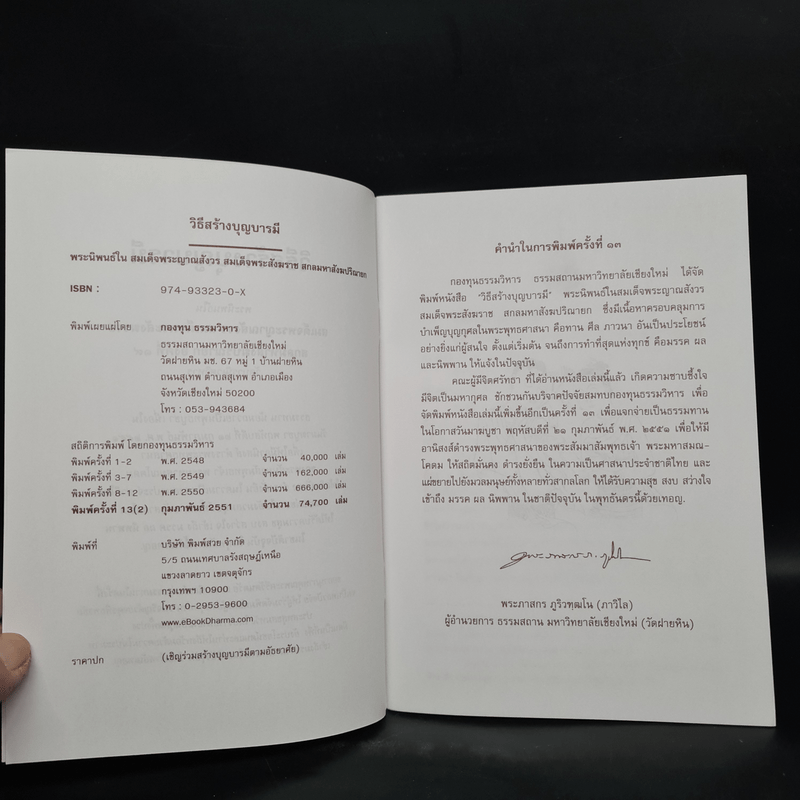 วิธีสร้างบุญบารมี
พระนิพนธ์ใน สมเด็จพระญาณสังวร สมเด็จพระสังฆราช สกลมหาสังฆปริณายก
ISBN : 974-93323-0-X
พิมพ์เผยแผ่โดย กองทุน ธรรมวิหาร
ธรรมสถานมหาวิทยาลัยเชียงใหม่
วัดฝายหิน มช. 67 หมู่ 1 บ้านฝายหิน
ถนนสุเทพ ตำบลสุเทพ อำเภอเมือง
จังหวัดเชียงใหม่ 50200
โทร : 053-943684
สถิติการพิมพ์ โดยกองทุนธรรมวิหาร
พิมพ์ครั้งที่ 1-2 พ.ศ. 2548 จำนวน 40,000 เล่ม
พิมพ์ครั้งที่ 3-7 พ.ศ. 2549 จำนวน 162,000 เล่ม
พิมพ์ครั้งที่ 8-12 พ.ศ. 2550 จำนวน 666,000 เล่ม
พิมพ์ครั้งที่ 13(2) กุมภาพันธ์ 2551 จำนวน 74,700 เล่ม
พิมพ์ที่ บริษัท พิมพ์สวย จำกัด
5/5 ถนนเทศบาลรังสฤษฎ์เหนือ
แขวงลาดยาว เขตจตุจักร
กรุงเทพฯ 10900
โทร : 0-2953-9600
www.eBookDharma.com
ราคาปก (เชิญร่วมสร้างบุญบารมีตามอัธยาศัย)
คำนำในการพิมพ์ครั้งที่ ๑๓
กองทุนธรรมวิหาร ธรรมสถานมหาวิทยาลัยเชียงใหม่ ได้จัด
พิมพ์หนังสือ "วิธีสร้างบุญบารมี" พระนิพนธ์ในสมเด็จพระญาณสังวร
สมเด็จพระสังฆราช สกลมหาสังฆปริณายก ซึ่งมีเนื้อหาครอบคลุมการ
บำเพ็ญบุญกุศลในพระพุทธศาสนา คือทาน ศีล ภาวนา อันเป็นประโยชน์
อย่างยิ่งแก่ผู้สนใจ ตั้งแต่เริ่มต้น จนถึงการทำที่สุดแห่งทุกข์ คือมรรค ผล
และนิพพาน ให้แจ้งในปัจจุบัน
คณะผู้มีจิตศรัทธา ที่ได้อ่านหนังสือเล่มนี้แล้ว เกิดความซาบซึ้งใจ
มีจิตเป็นมหากุศล ชักชวนกันบริจาคปัจจัยสมทบกองทุนธรรมวิหาร เพื่อ
จัดพิมพ์หนังสือเล่มนี้เพิ่มขึ้นอีกเป็นครั้งที่ ๑๓ เพื่อแจกจ่ายเป็นธรรมทาน
ในโอกาสวันมาฆบูชา พฤหัสบดีที่ ๒๑ กุมภาพันธ์ พ.ศ. ๒๕๕๑ เพื่อให้มี
อานิสงส์ดำรงพระพุทธศาสนาของพระสัมมาสัมพุทธเจ้า พระมหาสมณ-
โคดม ให้สถิตมั่นคง ดำรงยั่งยืน ในความเป็นศาสนาประจำชาติไทย และ
แผ่ขยายไปยังมวลมนุษย์ทั้งหลายทั่วสากลโลก ให้ได้รับความสุข สงบ สว่างใจ
เข้าถึง มรรค ผล นิพพาน ในชาติปัจจุบัน ในพุทธันดรนี้ด้วยเทอญ.
พระภาสกร ภูริวฑฺฒโน (ภาวิไล)
ผู้อำนวยการ ธรรมสถาน มหาวิทยาลัยเชียงใหม่ (วัดฝายหิน)